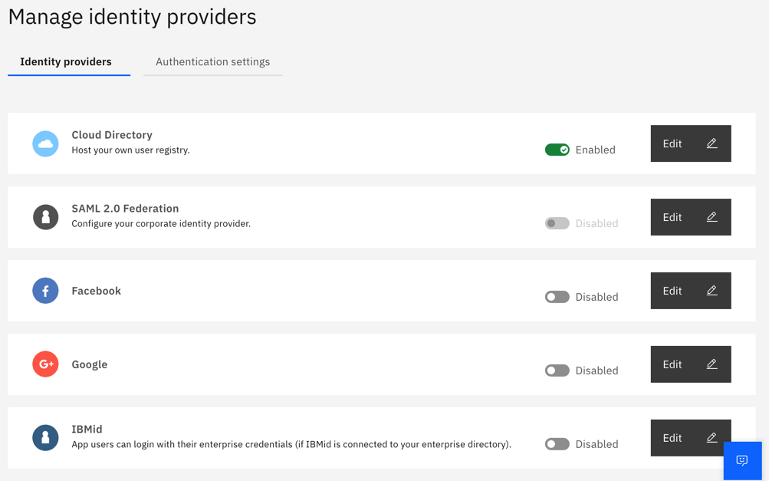 Manage identity providers
Identity providers
Authentication settings
Cloud Directory
Host your own user registry.
Enabled
Edit
SAML 2.0 Federation
Configure your corporate identity provider.
Disabled
Edit
f
Facebook
Disabled
Edit
G+
Google
Disabled
Edit
IBMid
App users can login with their enterprise credentials (if IBMid is connected to your enterprise directory).
Disabled
Edit